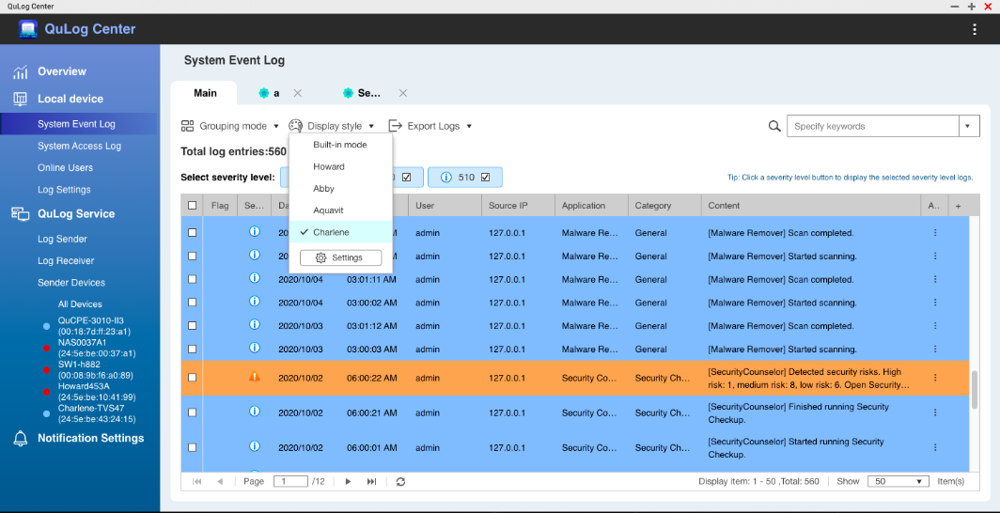 QuLog Center
QuLog Center
Overview
Local device
System Event Log
System Access Log
Online Users
Log Settings
QuLog Service
Log Sender
Log Receiver
Sender Devices
All Devices
QuCPE-3010-II3
(00:18:7d:ff:23:a1)
NAS0037A1
(24:5e:be:00:37:a1)
SW1-h882
(00:08:9b:f6:a0:89)
Howard453A
(24:5e:be:10:41:99)
Charlene-TVS47
(24:5e:be:43:24:15)
Notification Settings
System Event Log
Main a Se...
Grouping mode Display style Export Logs Specify keywords
Built-in mode
Howard
Abby
Aquavit
Charlene
Settings
Total log entries:560
Select severity level: 510 Tip: Click a severity level button to display the selected severity level logs.
Flag Se... Da User Source IP Application Category Content A.. +
20 M admin 127.0.0.1 Malware Re... General [Malware Remover] Scan completed.
20 M admin 127.0.0.1 Malware Re... General [Malware Remover] Started scanning.
2020/10/04 03:01:11 AM admin 127.0.0.1 Malware Re... General [Malware Remover] Scan completed.
2020/10/04 03:00:02 AM admin 127.0.0.1 Malware Re... General [Malware Remover] Started scanning.
2020/10/03 03:01:12 AM admin 127.0.0.1 Malware Re... General [Malware Remover] Scan completed.
2020/10/03 03:00:03 AM admin 127.0.0.1 Malware Re... General [Malware Remover] Started scanning.
2020/10/02 06:00:22 AM admin 127.0.0.1 Security Co... Security Ch... [SecurityCounselor] Detected security risks. High
risk: 1, medium risk: 8, low risk: 6. Open Security...
2020/10/02 06:00:21 AM admin 127.0.0.1 Security Co... Security Ch... [SecurityCounselor] Finished running Security
Checkup.
2020/10/02 06:00:01 AM admin 127.0.0.1 Security Co... Security Ch... [SecurityCounselor] Started running Security
Checkup.
Page 1 /12 Display item: 1 - 50 ,Total: 560 Show 50 Item(s)